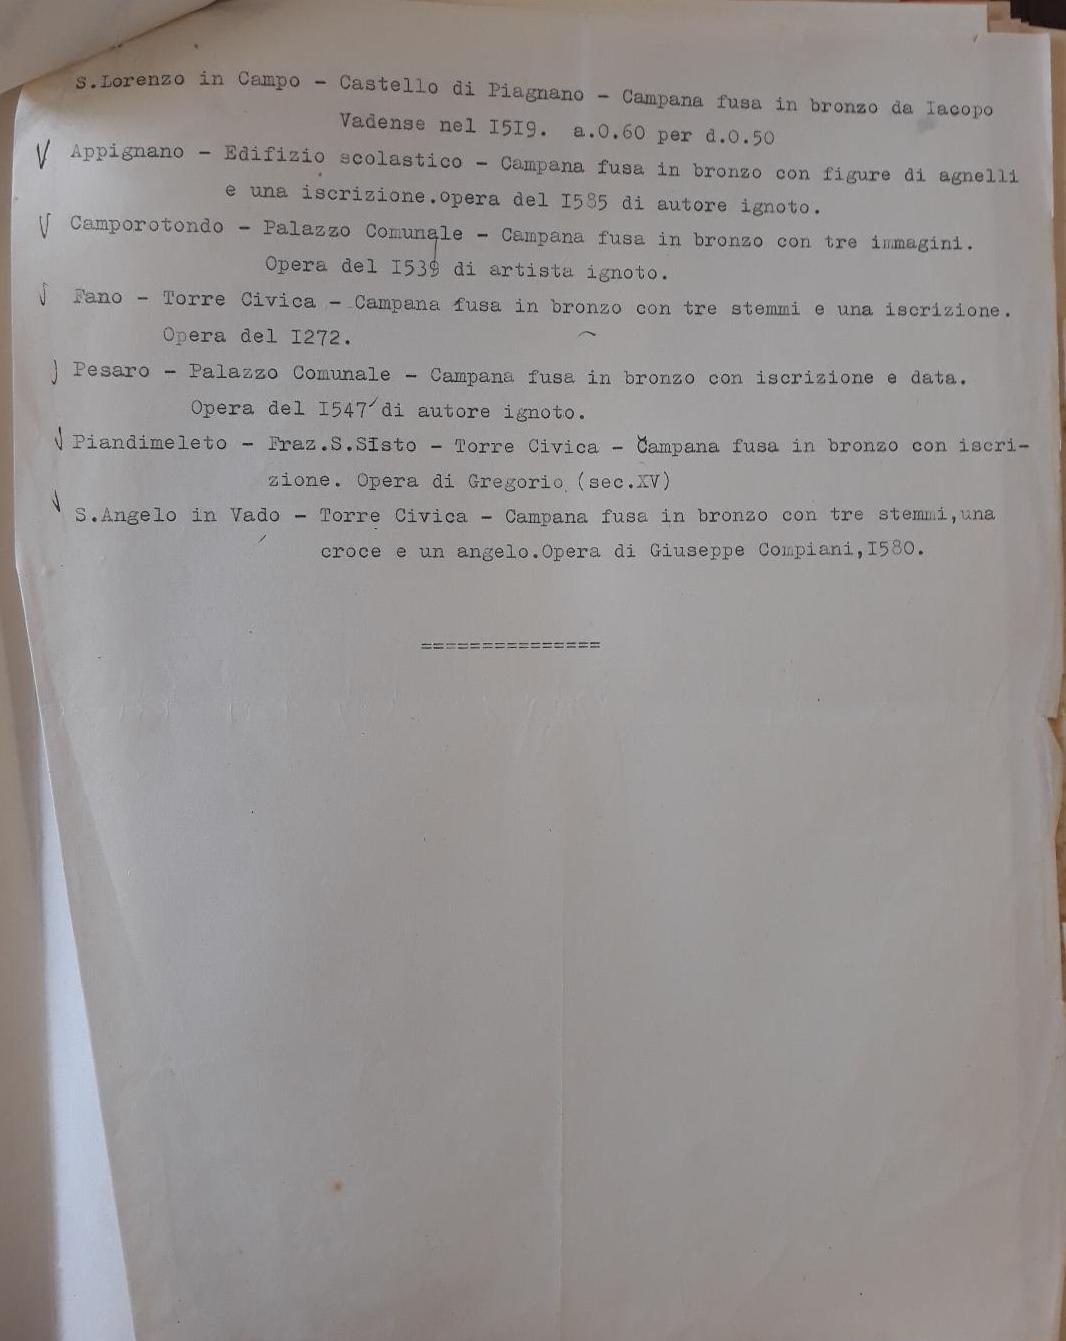 S.Lorenzo in Campo - Castello di Piagnano - Campana fusa in bronzo da Iacopo
Vadense nel I5I9. a.0.60 per d.0.50
Appignano - Edifizio scolastico - Campana fusa in bronzo con figure di agnelli
e una iscrizione.opera del I585 di autore ignoto.
Camporotondo - Palazzo Comunale - Campana fusa in bronzo con tre immagini.
Opera del I539 di artista ignoto.
Fano - Torre Civica - Campana fusa in bronzo con tre stemmi e una iscrizione.
Opera del I272.
Pesaro - Palazzo Comunale - Campana fusa in bronzo con iscrizione e data.
Opera del I547 di autore ignoto.
Piandimeleto - Fraz.S.SIsto - Torre Civica - Campana fusa in bronzo con iscri-
zione. Opera di Gregorio (sec.XV)
S.Angelo in Vado - Torre Civica - Campana fusa in bronzo con tre stemmi,una
croce e un angelo.Opera di Giuseppe Compiani,I580.
===============